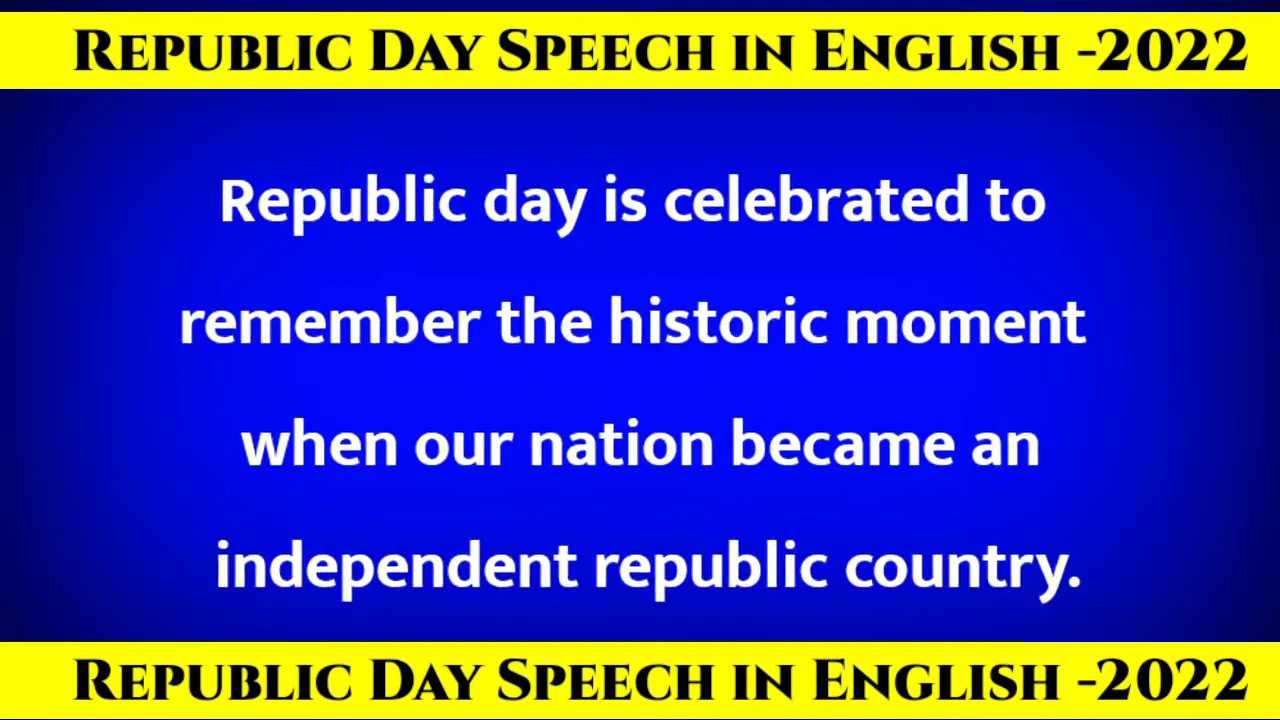 Republic Day Speech in English -2022
Republic day is celebrated to
remember the historic moment
when our nation became an
independent republic country.
Republic Day Speech in English -2022